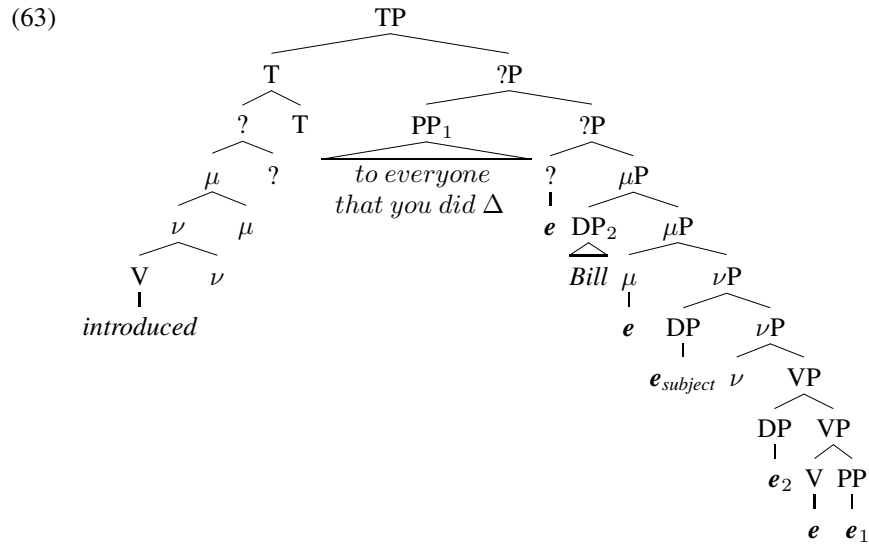 (63) TP
T ?P
? T PP₁ ?P
μ ? to everyone ? μP
that you did Δ
ν μ e DP₂ μP
V ν Bill μ νP
introduced e DP νP
e_subject ν VP
DP VP
e₂ V PP
e e₁